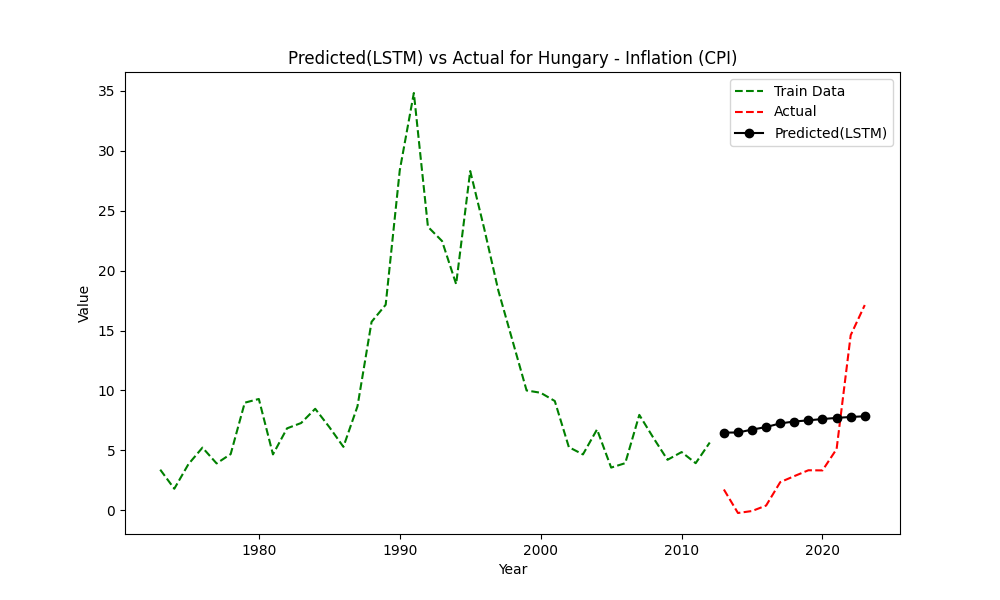 Predicted(LSTM) vs Actual for Hungary - Inflation (CPI)
Train Data
Actual
Predicted(LSTM)
35
30
25
20
15
10
5
0
Value
1980
1990
2000
2010
2020
Year